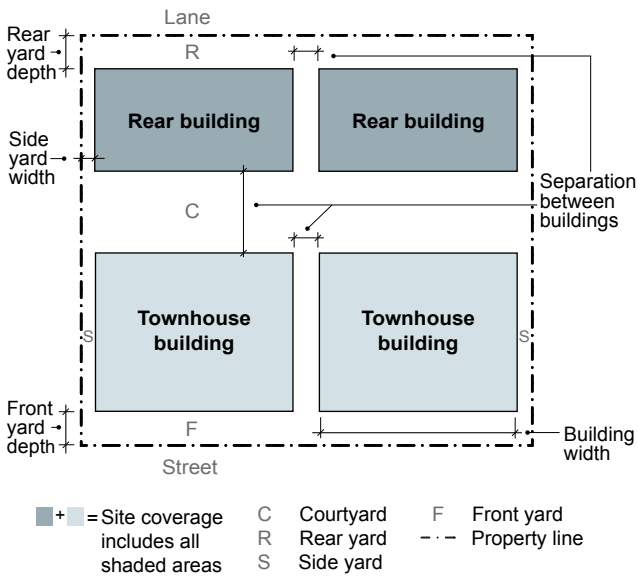 Lane
Rear
yard
depth
R
Rear building
Rear building
Side
yard
width
Separation
between
buildings
C
Townhouse
building
Townhouse
building
S
S
Front
yard
depth
F
Building
width
Street
+ = Site coverage
includes all
shaded areas
C Courtyard
R Rear yard
S Side yard
F Front yard
Property line